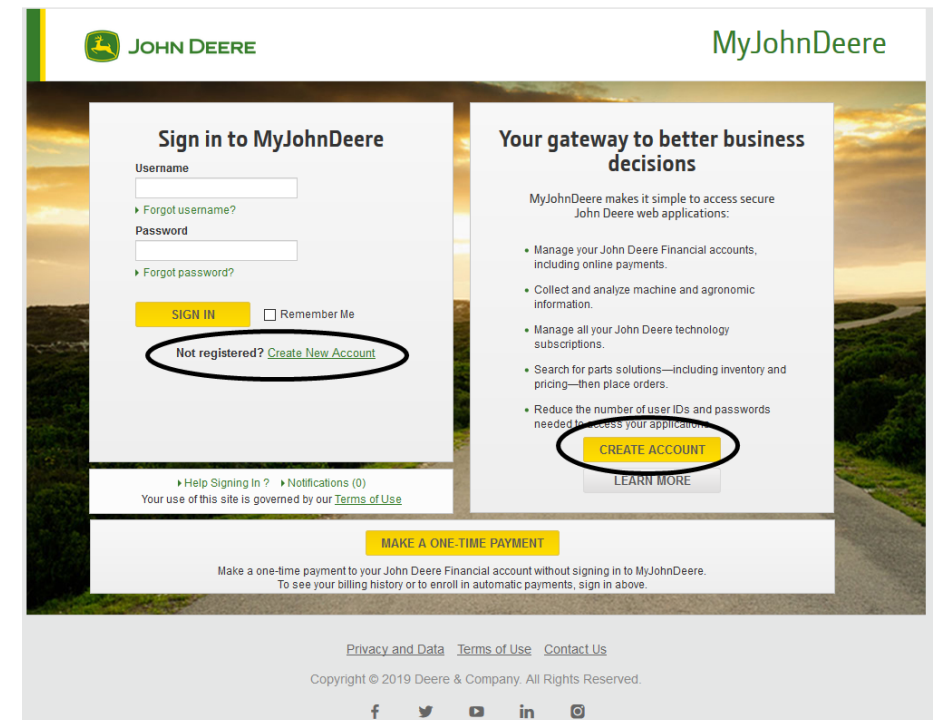 JOHN DEERE
MyJohnDeere
Sign in to MyJohnDeere
Username
Forgot username?
Password
Forgot password?
SIGN IN
Remember Me
Not registered? Create New Account
Help Signing In ? Notifications (0)
Your use of this site is governed by our Terms of Use
Your gateway to better business
decisions
MyJohnDeere makes it simple to access secure
John Deere web applications:
• Manage your John Deere Financial accounts,
including online payments.
• Collect and analyze machine and agronomic
information.
• Manage all your John Deere technology
subscriptions.
• Search for parts solutions—including inventory and
pricing—then place orders.
• Reduce the number of user IDs and passwords
needed to access your applications.
CREATE ACCOUNT
LEARN MORE
MAKE A ONE-TIME PAYMENT
Make a one-time payment to your John Deere Financial account without signing in to MyJohnDeere.
To see your billing history or to enroll in automatic payments, sign in above.
Privacy and Data Terms of Use Contact Us
Copyright © 2019 Deere & Company. All Rights Reserved.